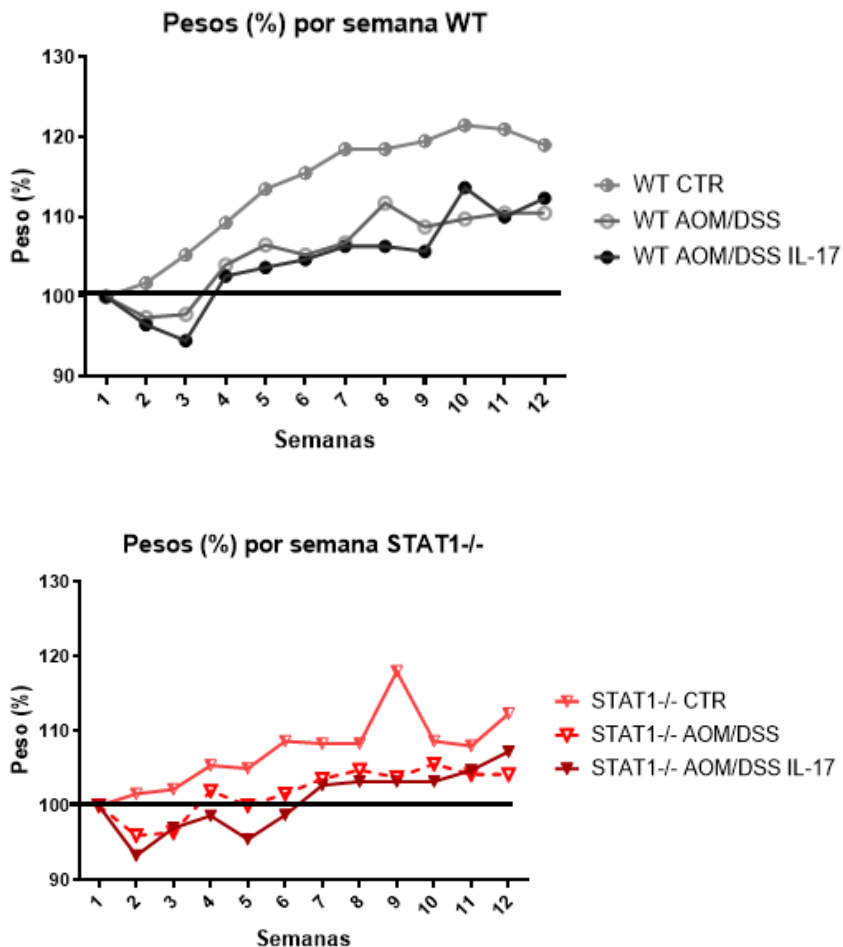 Pesos (%) por semana WT
130
120
110
100
90
Peso (%)
1 2 3 4 5 6 7 8 9 10 11 12
Semanas
WT CTR
WT AOM/DSS
WT AOM/DSS IL-17
Pesos (%) por semana STAT1-/-
130
120
110
100
90
Peso (%)
1 2 3 4 5 6 7 8 9 10 11 12
Semanas
STAT1-/- CTR
STAT1-/- AOM/DSS
STAT1-/- AOM/DSS IL-17